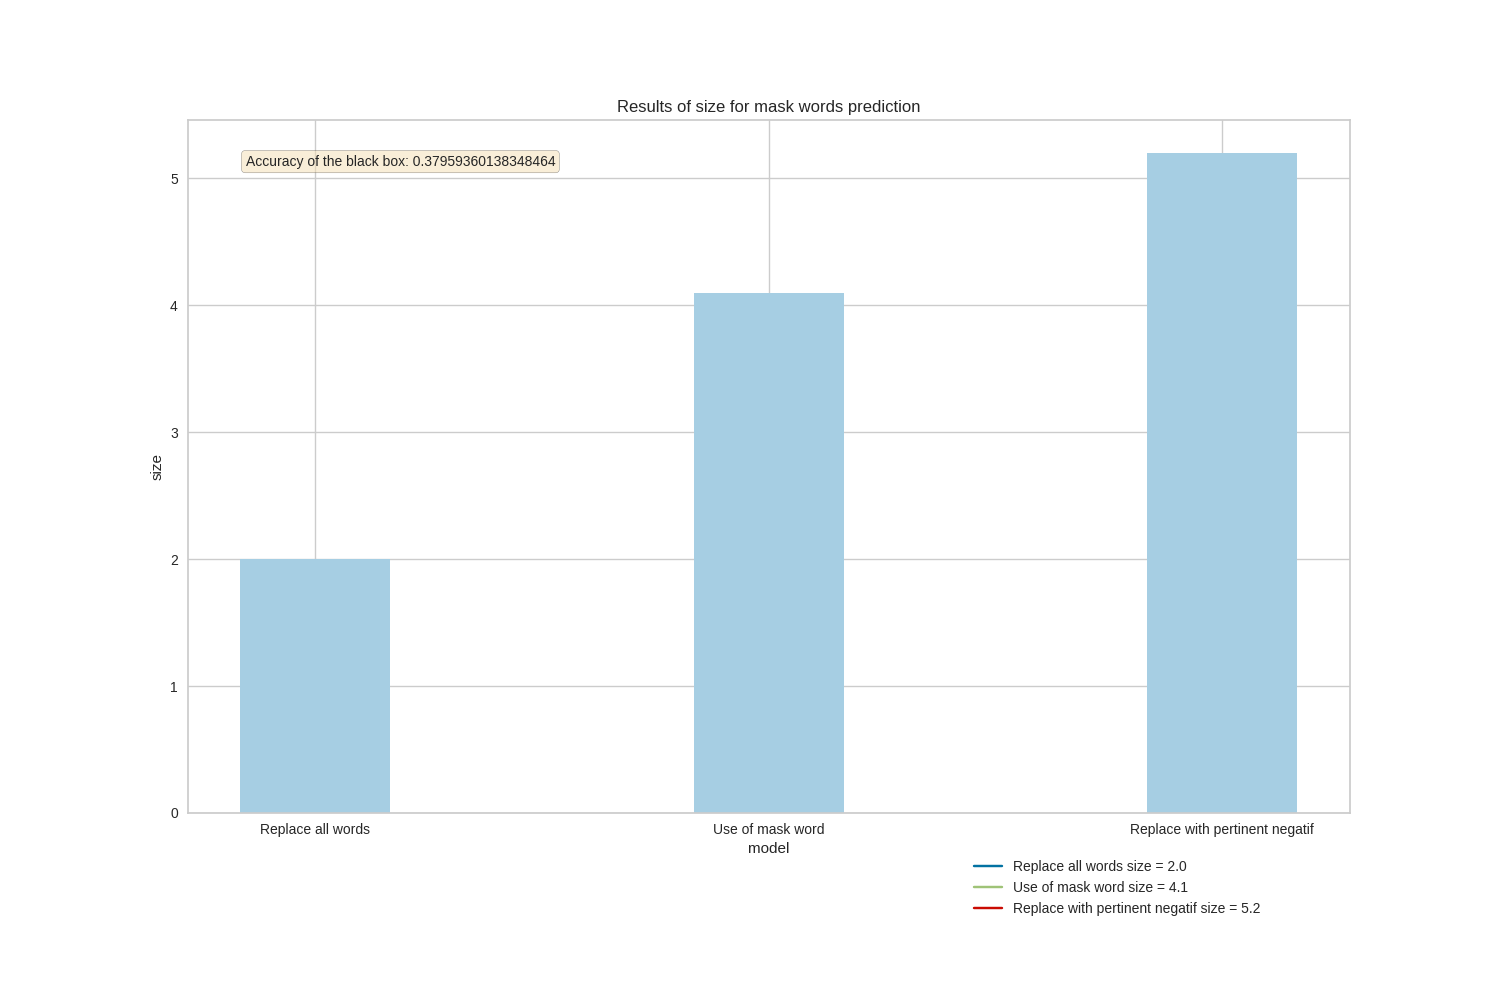 Results of size for mask words prediction
Accuracy of the black box: 0.37959360138348464
5
4
3
2
1
0
size
Replace all words
Use of mask word
Replace with pertinent negatif
model
Replace all words size = 2.0
Use of mask word size = 4.1
Replace with pertinent negatif size = 5.2